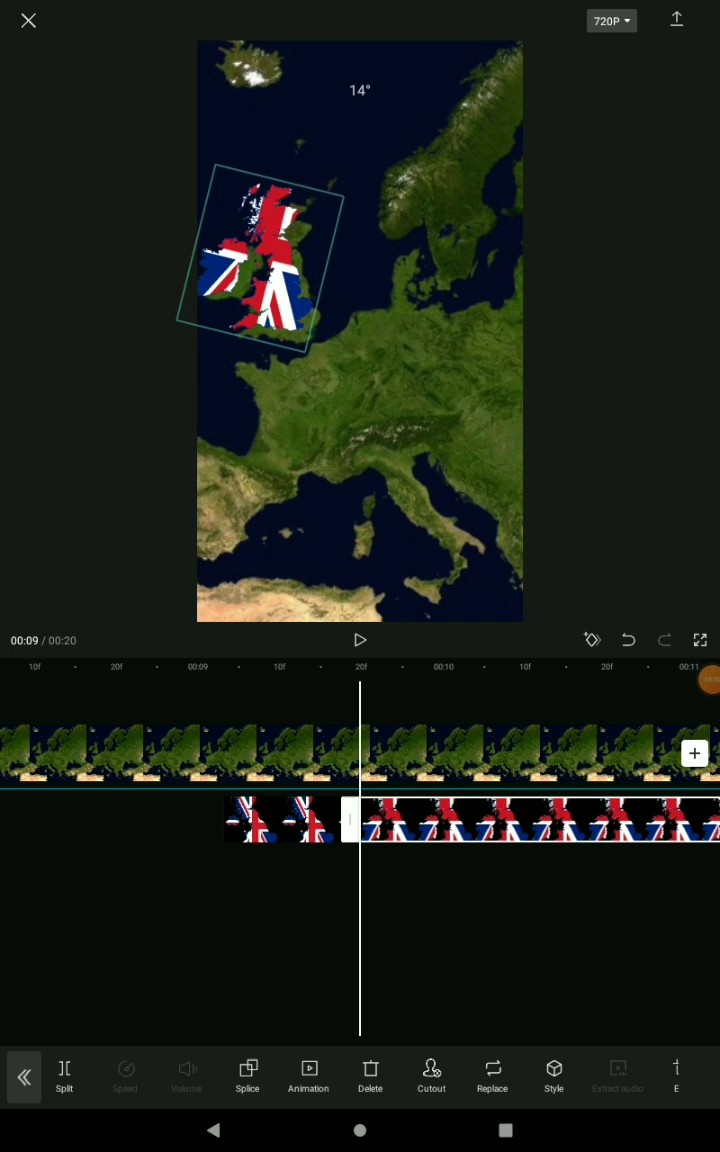 720P
14°
00:09 / 00:20
10f 20f 00:09 10f 20f 00:10 10f 20f 00:11
Split Speed Volume Splice Animation Delete Cutout Replace Style Extract audio E